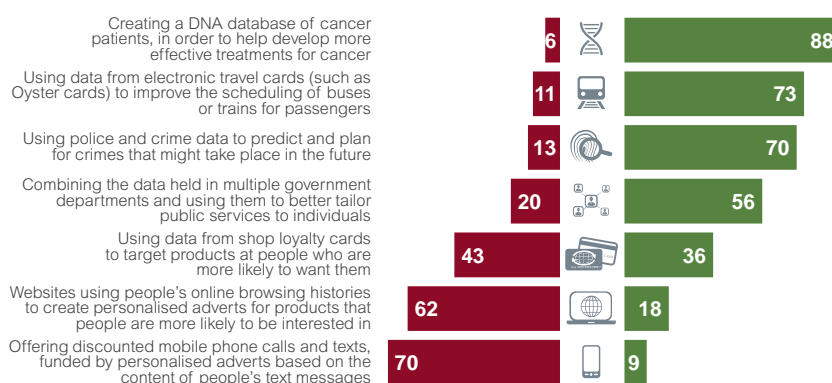 Creating a DNA database of cancer
patients, in order to help develop more
effective treatments for cancer
6
88
Using data from electronic travel cards (such as
Oyster cards) to improve the scheduling of buses
or trains for passengers
11
73
Using police and crime data to predict and plan
for crimes that might take place in the future
13
70
Combining the data held in multiple government
departments and using them to better tailor
public services to individuals
20
56
Using data from shop loyalty cards
to target products at people who are
more likely to want them
43
36
Websites using people's online browsing histories
to create personalised adverts for products that
people are more likely to be interested in
62
18
Offering discounted mobile phone calls and texts,
funded by personalised adverts based on the
content of people's text messages
70
9